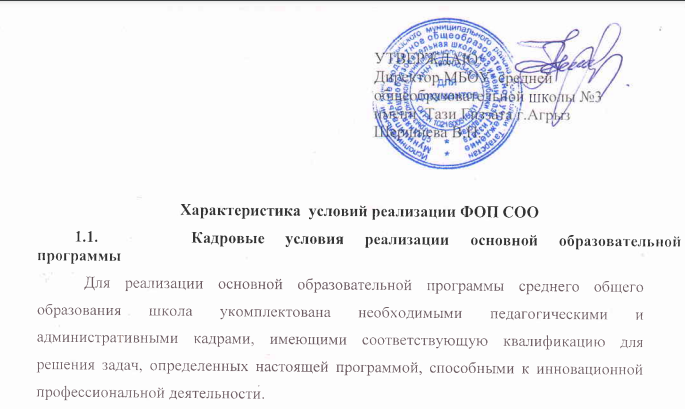 УТВЕРЖДАЮ
Директор МБОУ средней
общеобразовательной школы №3
имени Тази Гиззата г.Агрыз
Характеристика условий реализации ФОП СОО
1.1. Кадровые условия реализации основной образовательной
программы
Для реализации основной образовательной программы среднего общего
образования школа укомплектована необходимыми педагогическими и
административными кадрами, имеющими соответствующую квалификацию для
решения задач, определенных настоящей программой, способными к инновационной
профессиональной деятельности.